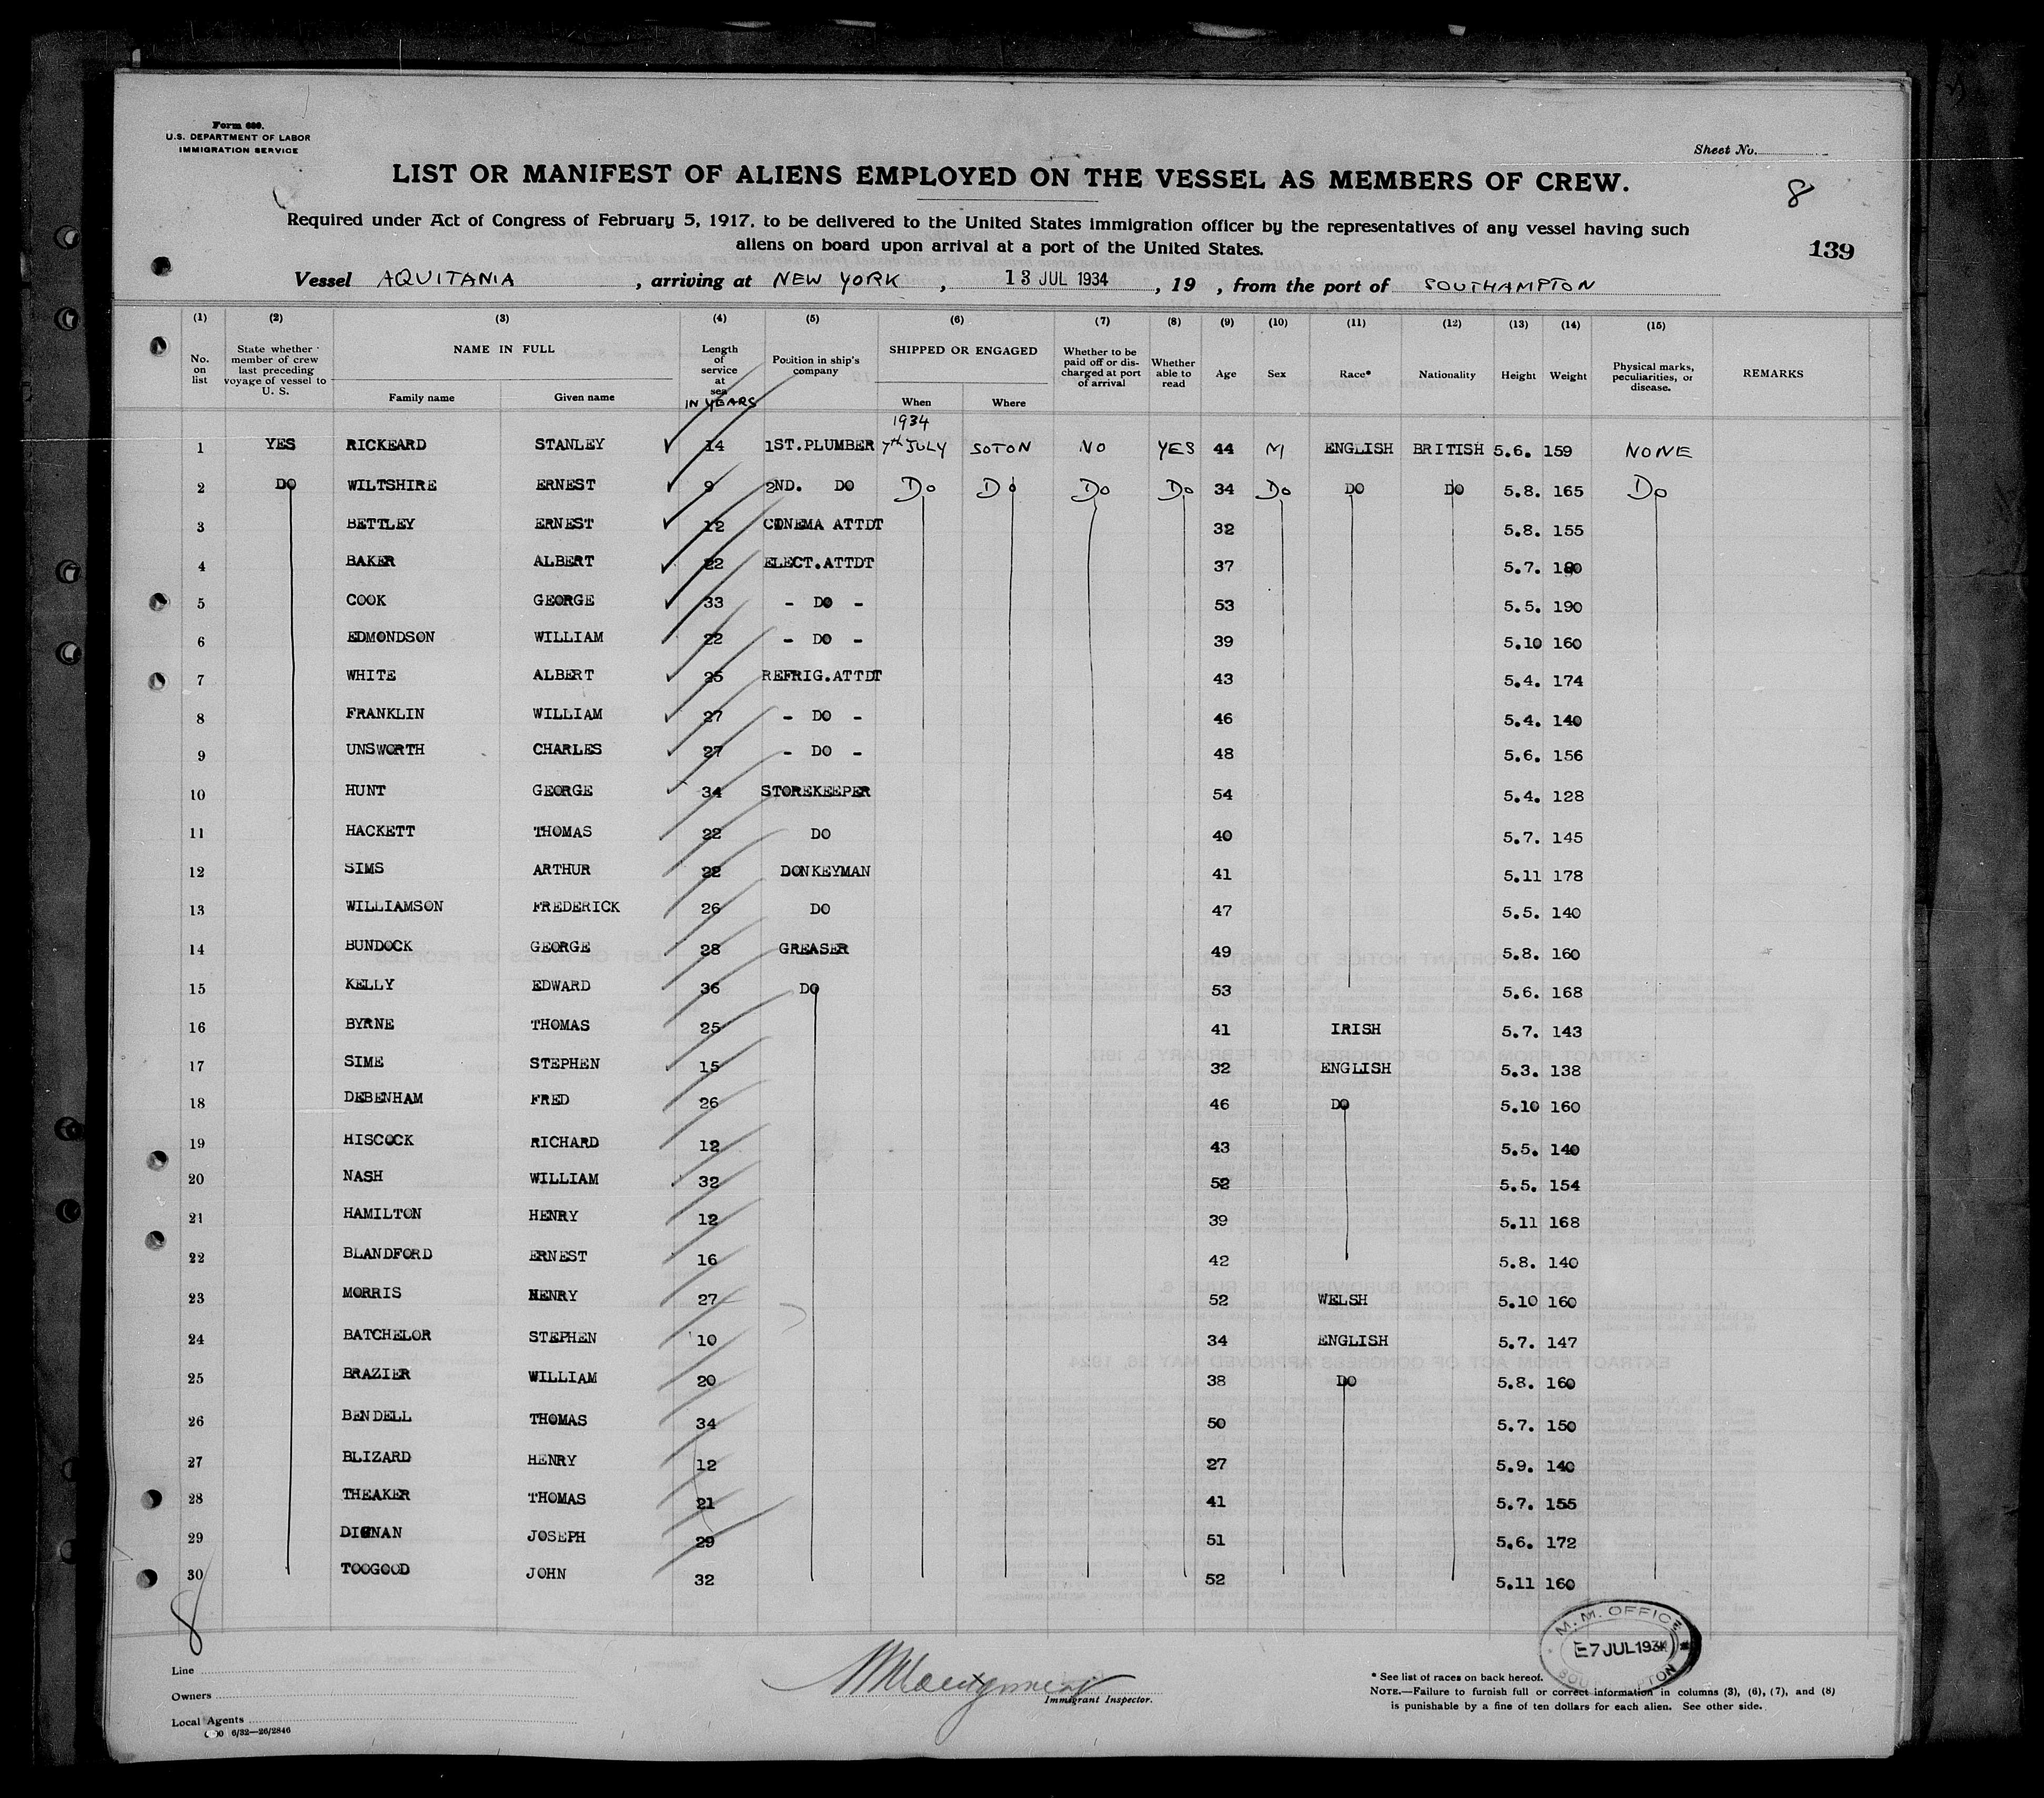 Form 689.
U.S. DEPARTMENT OF LABOR
IMMIGRATION SERVICE
Sheet No.
LIST OR MANIFEST OF ALIENS EMPLOYED ON THE VESSEL AS MEMBERS OF CREW.
8
Required under Act of Congress of February 5, 1917, to be delivered to the United States immigration officer by the representatives of any vessel having such
aliens on board upon arrival at a port of the United States.
139
Vessel AQUITANIA , arriving at NEW YORK , 13 JUL 1934 , 19 , from the port of SOUTHAMPTON
(1) (2) (3) (4) (5) (6) (7) (8) (9) (10) (11) (12) (13) (14) (15)
No. on list
State whether member of crew last preceding voyage of vessel to U. S.
NAME IN FULL
Family name Given name
Length of service at sea IN YEARS
Position in ship's company
SHIPPED OR ENGAGED
When Where
Whether to be paid off or discharged at port of arrival
Whether able to read
Age Sex Race* Nationality Height Weight
Physical marks, peculiarities, or disease.
REMARKS
1934
1 YES RICKEARD STANLEY 14 1ST.PLUMBER 7th JULY SOTON NO YES 44 M ENGLISH BRITISH 5.6. 159 NONE
2 DO WILTSHIRE ERNEST 9 2ND. DO Do Do Do Do 34 Do DO DO 5.8. 165 Do
3 BETTLEY ERNEST 12 CINEMA ATTDT 32 5.8. 155
4 BAKER ALBERT 22 ELECT.ATTDT 37 5.7.
5 COOK GEORGE 33 - DO - 53 5.5. 190
6 EDMONDSON WILLIAM 22 - DO - 39 5.10 160
7 WHITE ALBERT 25 REFRIG.ATTDT 43 5.4. 174
8 FRANKLIN WILLIAM 27 - DO - 46 5.4. 140
9 UNSWORTH CHARLES 27 - DO - 48 5.6. 156
10 HUNT GEORGE 34 STOREKEEPER 54 5.4. 128
11 HACKETT THOMAS 22 DO 40 5.7. 145
12 SIMS ARTHUR 22 DONKEYMAN 41 5.11 178
13 WILLIAMSON FREDERICK 26 DO 47 5.5. 140
14 BUNDOCK GEORGE 28 GREASER 49 5.8. 160
15 KELLY EDWARD 36 DO 53 5.6. 168
16 BYRNE THOMAS 25 41 IRISH 5.7. 143
17 SIME STEPHEN 15 32 ENGLISH 5.3. 138
18 DEBENHAM FRED 26 46 DO 5.10 160
19 HISCOCK RICHARD 12 43 5.5. 140
20 NASH WILLIAM 32 52 5.5. 154
21 HAMILTON HENRY 12 39 5.11 168
22 BLANDFORD ERNEST 16 42 5.8. 140
23 MORRIS HENRY 27 52 WELSH 5.10 160
24 BATCHELOR STEPHEN 10 34 ENGLISH 5.7. 147
25 BRAZIER WILLIAM 20 38 DO 5.8. 160
26 BENDELL THOMAS 34 50 5.7. 150
27 BLIZARD HENRY 12 27 5.9. 140
28 THEAKER THOMAS 21 41 5.7. 155
29 DIGNAN JOSEPH 29 51 5.6. 172
30 TOOGOOD JOHN 32 52 5.11 160
8
M.M. OFFICE
7 JUL 1934
SOUTHAMPTON
Line
Owners
Local Agents
6/32—26/2846
Immigrant Inspector.
* See list of races on back hereof.
NOTE.—Failure to furnish full or correct information in columns (3), (6), (7), and (8)
is punishable by a fine of ten dollars for each alien. See other side.